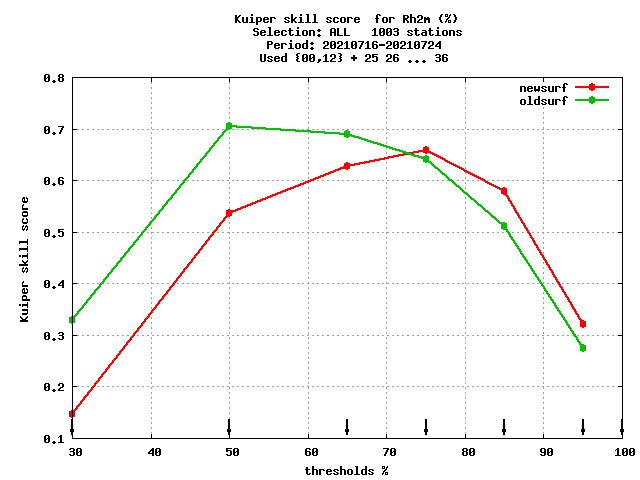 Kuiper skill score  for Rh2m (%)
Selection: ALL   1003 stations
Period: 20210716-20210724
Used {00,12} + 25 26 ... 36
newsurf
oldsurf
Kuiper skill score
0.8
0.7
0.6
0.5
0.4
0.3
0.2
0.1
30 40 50 60 70 80 90 100
thresholds %